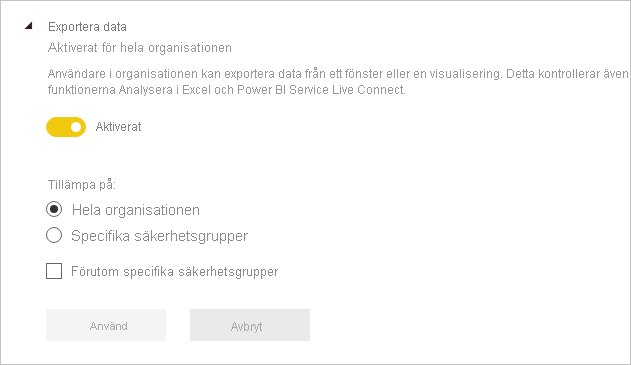 Exportera data
Aktiverat för hela organisationen
Användare i organisationen kan exportera data från ett fönster eller en visualisering. Detta kontrollerar även
funktionerna Analysera i Excel och Power BI Service Live Connect.
Aktiverat
Tillämpa på:
Hela organisationen
Specifika säkerhetsgrupper
Förutom specifika säkerhetsgrupper
Använd
Avbryt